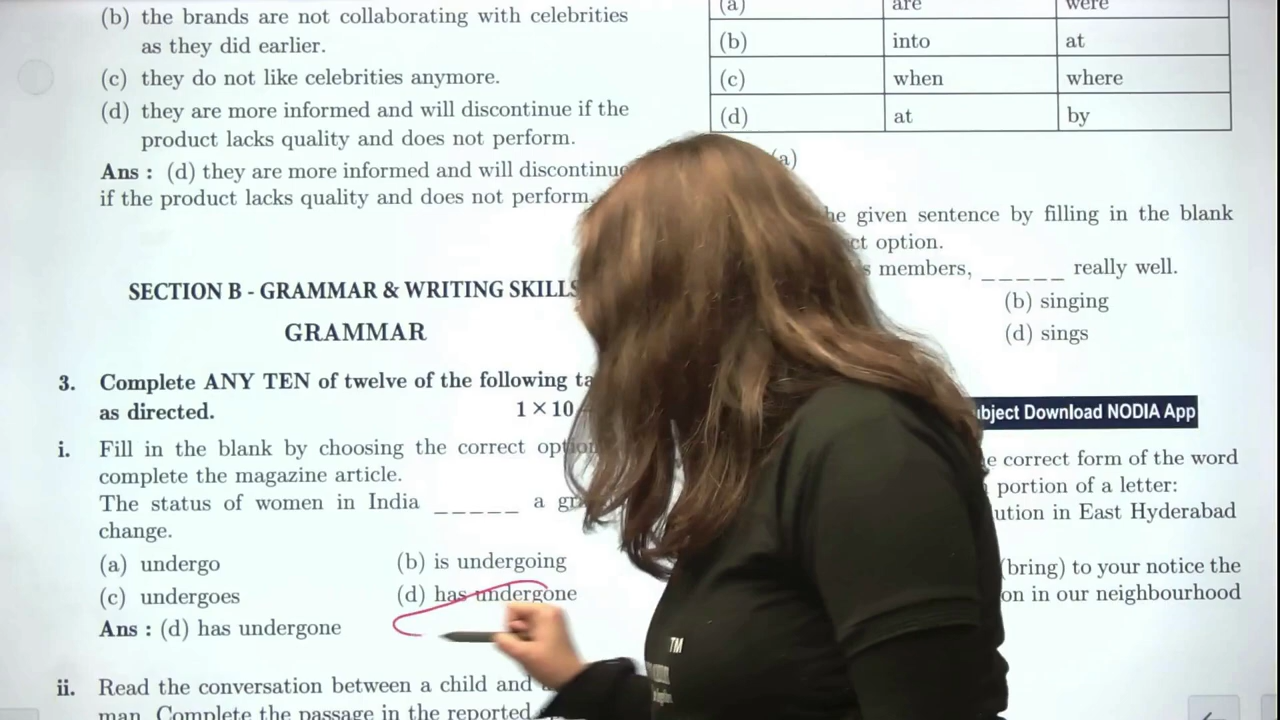 (b) the brands are not collaborating with celebrities
as they did earlier.
(c) they do not like celebrities anymore.
(d) they are more informed and will discontinue if the
product lacks quality and does not perform.
Ans : (d) they are more informed and will discontinue
if the product lacks quality and does not perform.
SECTION B - GRAMMAR & WRITING SKILLS
GRAMMAR
3. Complete ANY TEN of twelve of the following
as directed. 1 × 10
i. Fill in the blank by choosing the correct
complete the magazine article.
The status of women in India _____ a
change.
(a) undergo (b) is undergoing
(c) undergoes (d) has undergone
Ans : (d) has undergone
ii. Read the conversation between a child and
man. Complete the passage in the reported
(a) are were
(b) into at
(c) when where
(d) at by
(a)
given sentence by filling in the blank
option.
members, _____ really well.
(b) singing
(d) sings
Download NODIA App
correct form of the word
portion of a letter:
in East Hyderabad
(bring) to your notice the
in our neighbourhood
TM